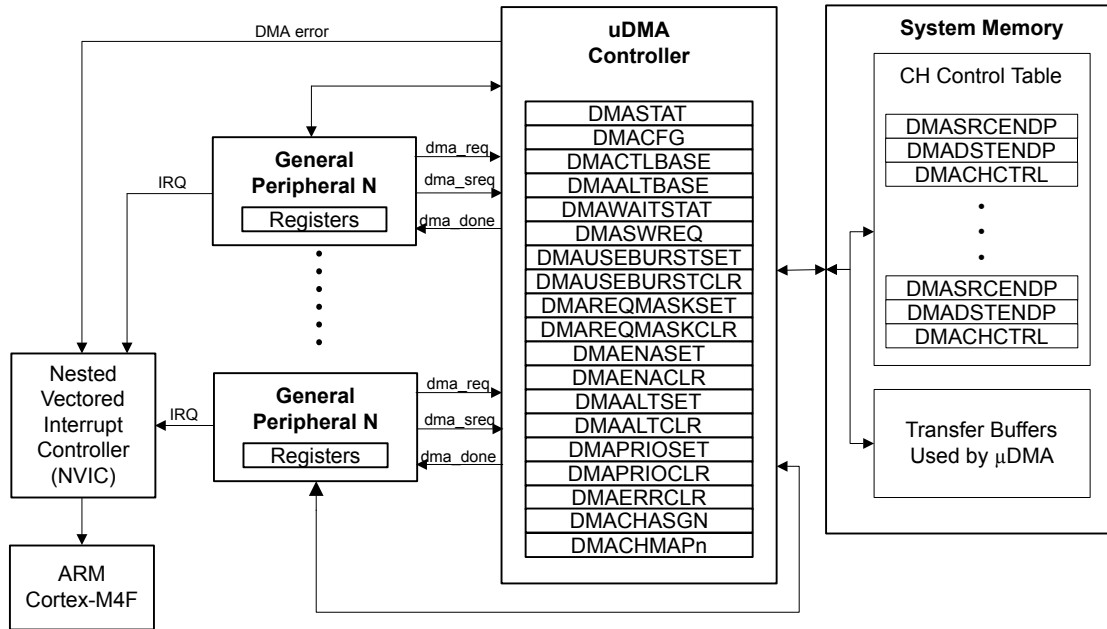 DMA error
uDMA
Controller
DMASTAT
DMACFG
DMACTLBASE
DMAALTBASE
DMAWAITSTAT
DMASWREQ
DMAUSEBURSTSET
DMAUSEBURSTCLR
DMAREQMASKSET
DMAREQMASKCLR
DMAENASET
DMAENACLR
DMAALTSET
DMAALTCLR
DMAPRIOSET
DMAPRIOCLR
DMAERRCLR
DMACHASGN
DMACHMAPn
System Memory
CH Control Table
DMASRCENDP
DMADSTENDP
DMACHCTRL
DMASRCENDP
DMADSTENDP
DMACHCTRL
Transfer Buffers
Used by μDMA
General
Peripheral N
Registers
dma_req
dma_sreq
dma_done
IRQ
General
Peripheral N
Registers
dma_req
dma_sreq
dma_done
IRQ
Nested
Vectored
Interrupt
Controller
(NVIC)
ARM
Cortex-M4F